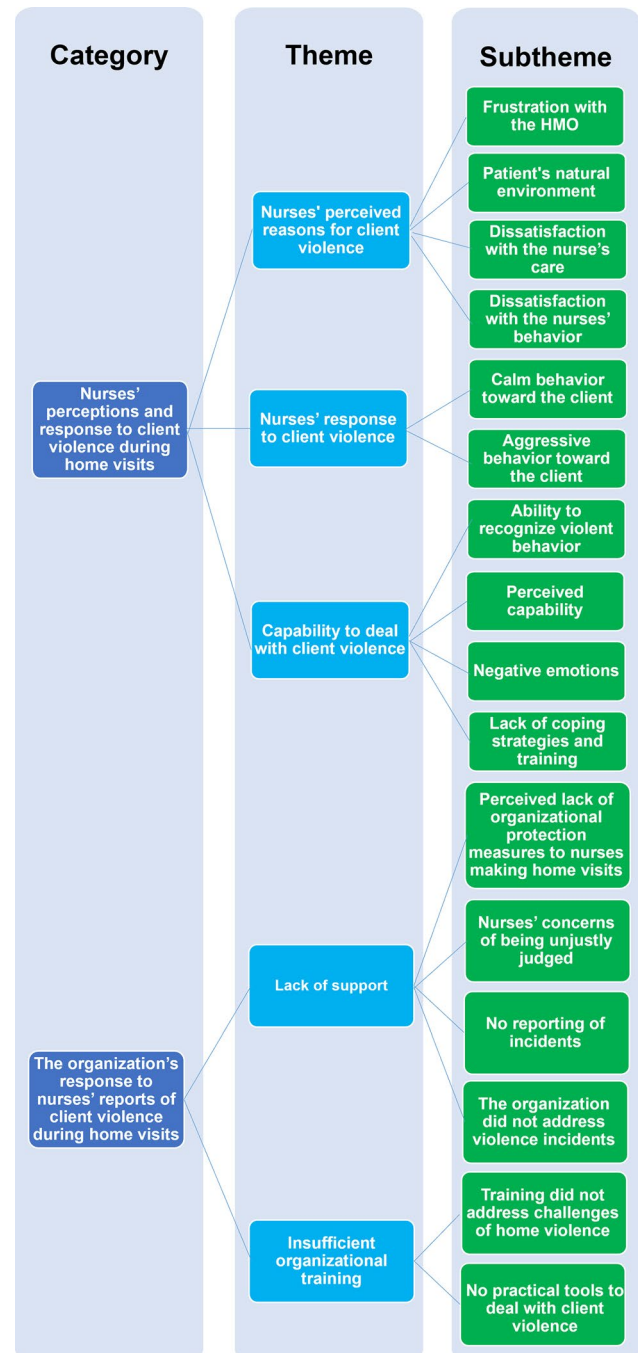 Category
Theme
Subtheme
Nurses’
perceptions and
response to client
violence during
home visits
Nurses' perceived
reasons for client
violence
Frustration with
the HMO
Patient's natural
environment
Dissatisfaction
with the nurse’s
care
Dissatisfaction
with the nurses’
behavior
Nurses’ response
to client violence
Calm behavior
toward the client
Aggressive
behavior toward
the client
Capability to deal
with client violence
Ability to
recognize violent
behavior
Perceived
capability
Negative emotions
Lack of coping
strategies and
training
The organization’s
response to
nurses’ reports of
client violence
during home visits
Lack of support
Perceived lack of
organizational
protection
measures to nurses
making home visits
Nurses’ concerns
of being unjustly
judged
No reporting of
incidents
The organization
did not address
violence incidents
Insufficient
organizational
training
Training did not
address challenges
of home violence
No practical tools to
deal with client
violence